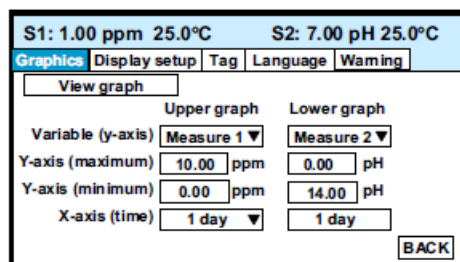 S1: 1.00 ppm 25.0°C S2: 7.00 pH 25.0°C
Graphics Display setup Tag Language Warning
View graph
Upper graph Lower graph
Variable (y-axis) Measure 1 ▼ Measure 2 ▼
Y-axis (maximum) 10.00 ppm 0.00 pH
Y-axis (minimum) 0.00 ppm 14.00 pH
X-axis (time) 1 day ▼ 1 day
BACK